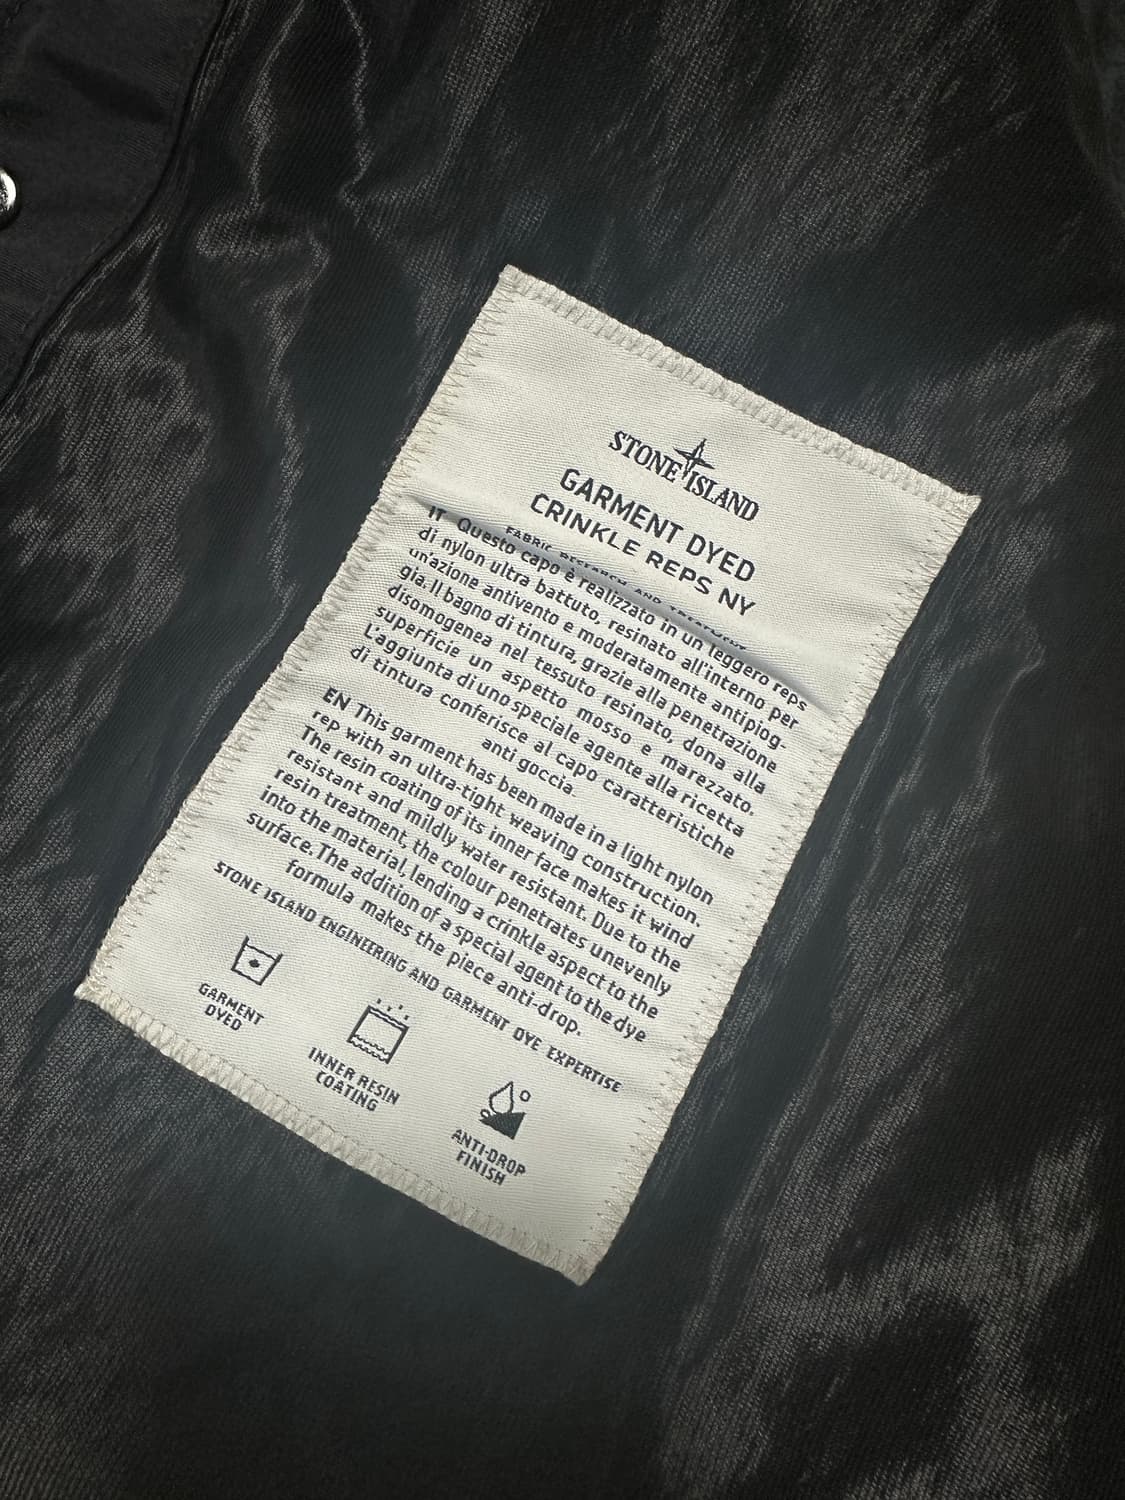 STONE ISLAND
GARMENT DYED
CRINKLE REPS NY
FABRIC RESEARCH AND
IT Questo capo è realizzato in un leggero reps
di nylon ultra battuto, resinato all'interno per
un'azione antivento e moderatamente antipiog-
gia. Il bagno di tintura, grazie alla penetrazione
disomogenea nel tessuto resinato, dona alla
superficie un aspetto mosso e marezzato.
L'aggiunta di uno speciale agente alla ricetta
di tintura conferisce al capo caratteristiche
anti goccia.
EN This garment has been made in a light nylon
rep with an ultra-tight weaving construction.
The resin coating of its inner face makes it wind
resistant and mildly water resistant. Due to the
resin treatment, the colour penetrates unevenly
into the material, lending a crinkle aspect to the
surface. The addition of a special agent to the dye
formula makes the piece anti-drop.
STONE ISLAND ENGINEERING AND GARMENT DYE EXPERTISE
GARMENT
DYED
INNER RESIN
COATING
ANTI-DROP
FINISH